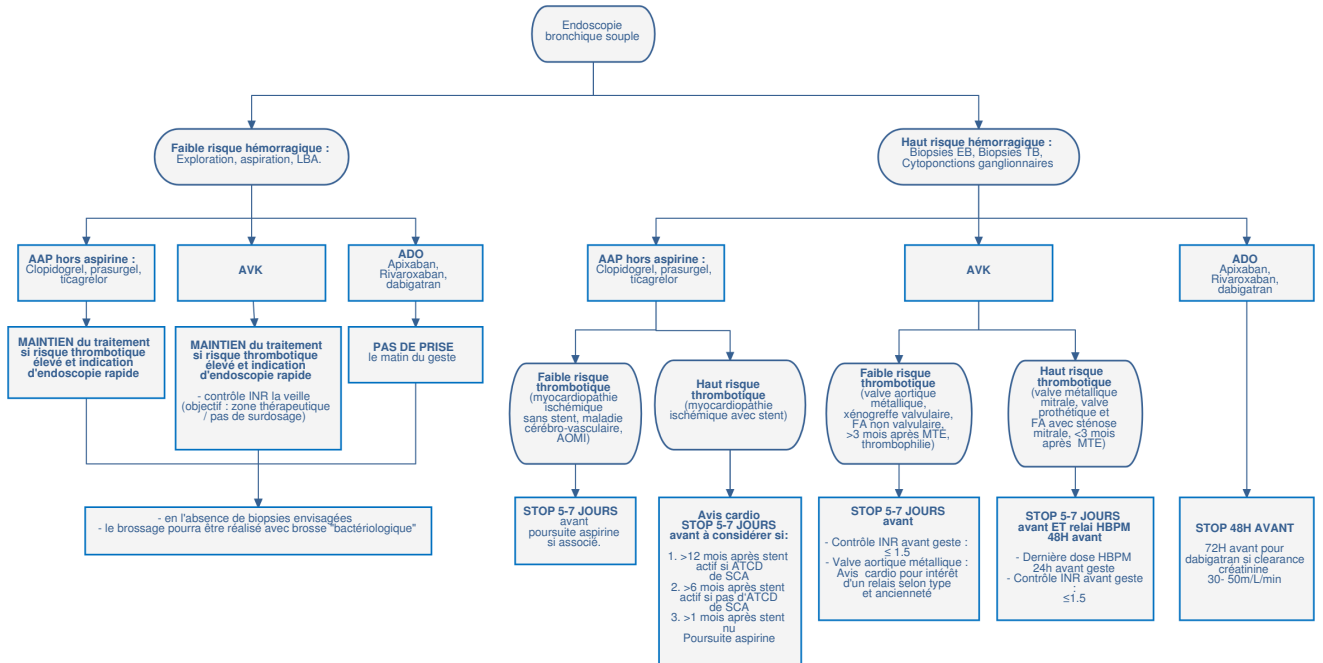 Endoscopie
bronchique souple
Faible risque hémorragique :
Exploration, aspiration, LBA.
Haut risque hémorragique :
Biopsies EB, Biopsies TB,
Cytoponctions ganglionnaires
AAP hors aspirine :
Clopidogrel, prasurgel,
ticagrélor
AVK
ADO
Apixaban,
Rivaroxaban,
dabigatran
AAP hors aspirine :
Clopidogrel, prasurgel,
ticagrélor
AVK
ADO
Apixaban,
Rivaroxaban,
dabigatran
MAINTIEN du traitement
si risque thrombotique
élevé et indication
d'endoscopie rapide
MAINTIEN du traitement
si risque thrombotique
élevé et indication
d'endoscopie rapide
- contrôle INR la veille
(objectif : zone thérapeutique
/ pas de surdosage)
PAS DE PRISE
le matin du geste
Faible risque
thrombotique
(myocardiopathie
ischémique
sans stent, maladie
cérébro-vasculaire,
AOMI)
Haut risque
thrombotique
(myocardiopathie
ischémique avec stent)
Faible risque
thrombotique
(valve aortique
métallique,
xénogreffe valvulaire,
FA non valvulaire,
>3 mois après MTE,
thrombophilie)
Haut risque
thrombotique
(valve métallique
mitrale, valve
prothétique et
FA avec sténose
mitrale, <3 mois
après MTE)
- en l'absence de biopsies envisagées
- le brossage pourra être réalisé avec brosse "bactériologique"
STOP 5-7 JOURS
avant
poursuite aspirine
si associé.
Avis cardio
STOP 5-7 JOURS
avant à considérer si:
1. >12 mois après stent
actif si ATCD
de SCA
2. >6 mois après stent
actif si pas d'ATCD
de SCA
3. >1 mois après stent
nu
Poursuite aspirine
STOP 5-7 JOURS
avant
- Contrôle INR avant geste :
≤ 1.5
- Valve aortique métallique :
Avis cardio pour intérêt
d'un relais selon type
et ancienneté
STOP 5-7 JOURS
avant ET relai HBPM
48H avant
- Dernière dose HBPM
24h avant geste
- Contrôle INR avant geste
:
≤1.5
STOP 48H AVANT
72H avant pour
dabigatran si clearance
créatinine
30- 50m/L/min